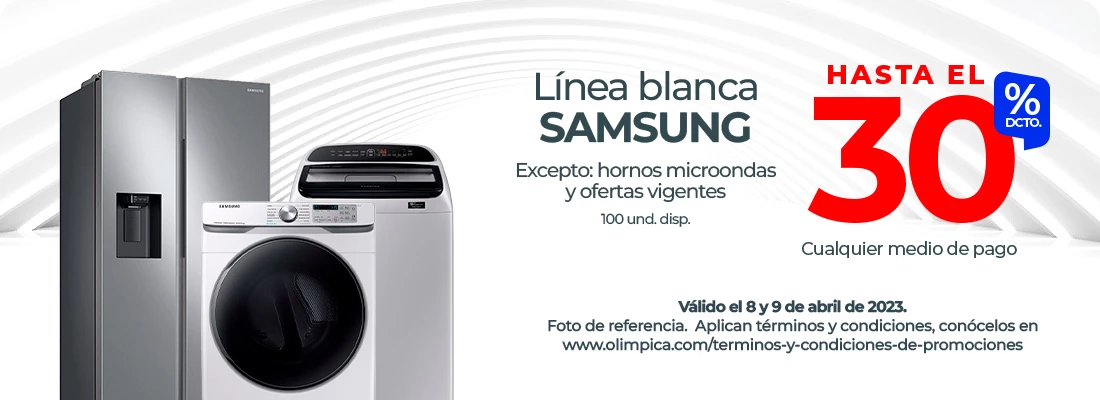 Línea blanca
SAMSUNG
Excepto: hornos microondas
y ofertas vigentes
100 und. disp.
HASTA EL
30
%
DCTO.
Cualquier medio de pago
Válido el 8 y 9 de abril de 2023.
Foto de referencia.  Aplican términos y condiciones, conócelos en
www.olimpica.com/terminos-y-condiciones-de-promociones
SAMSUNG
SAMSUNG